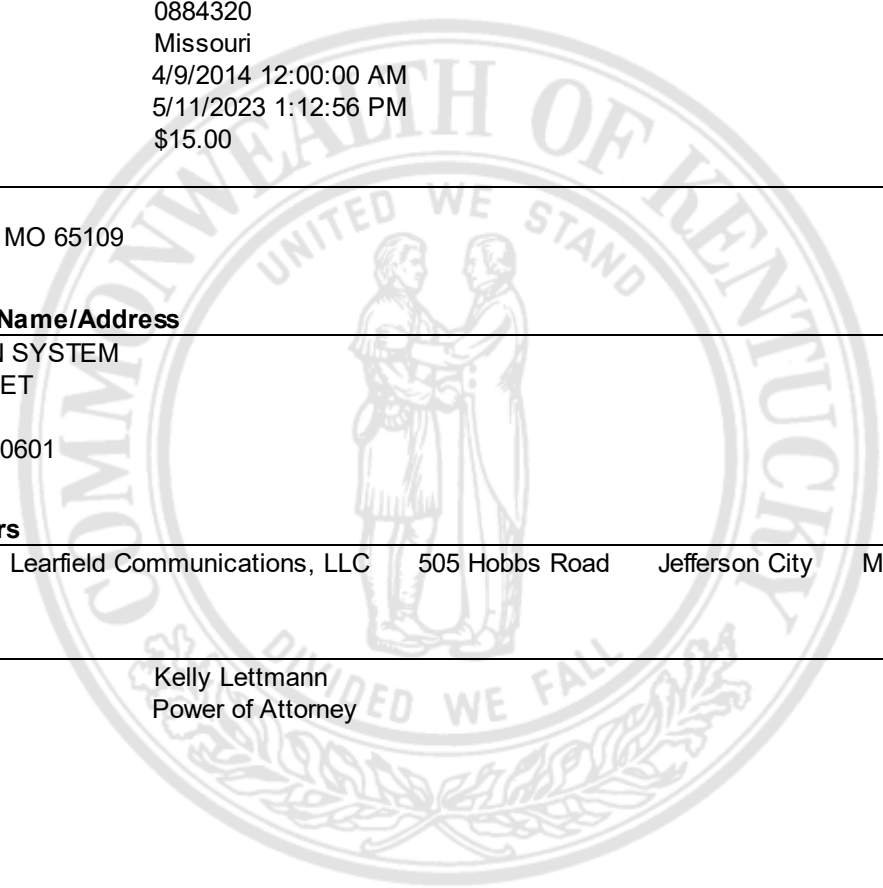 0884320
Missouri
4/9/2014 12:00:00 AM
5/11/2023 1:12:56 PM
$15.00
MO 65109
Name/Address
N SYSTEM
ET
0601
rs
Learfield Communications, LLC 505 Hobbs Road Jefferson City M
Kelly Lettmann
Power of Attorney
COMMONWEALTH OF KENTUCKY
UNITED WE STAND
DIVIDED WE FALL